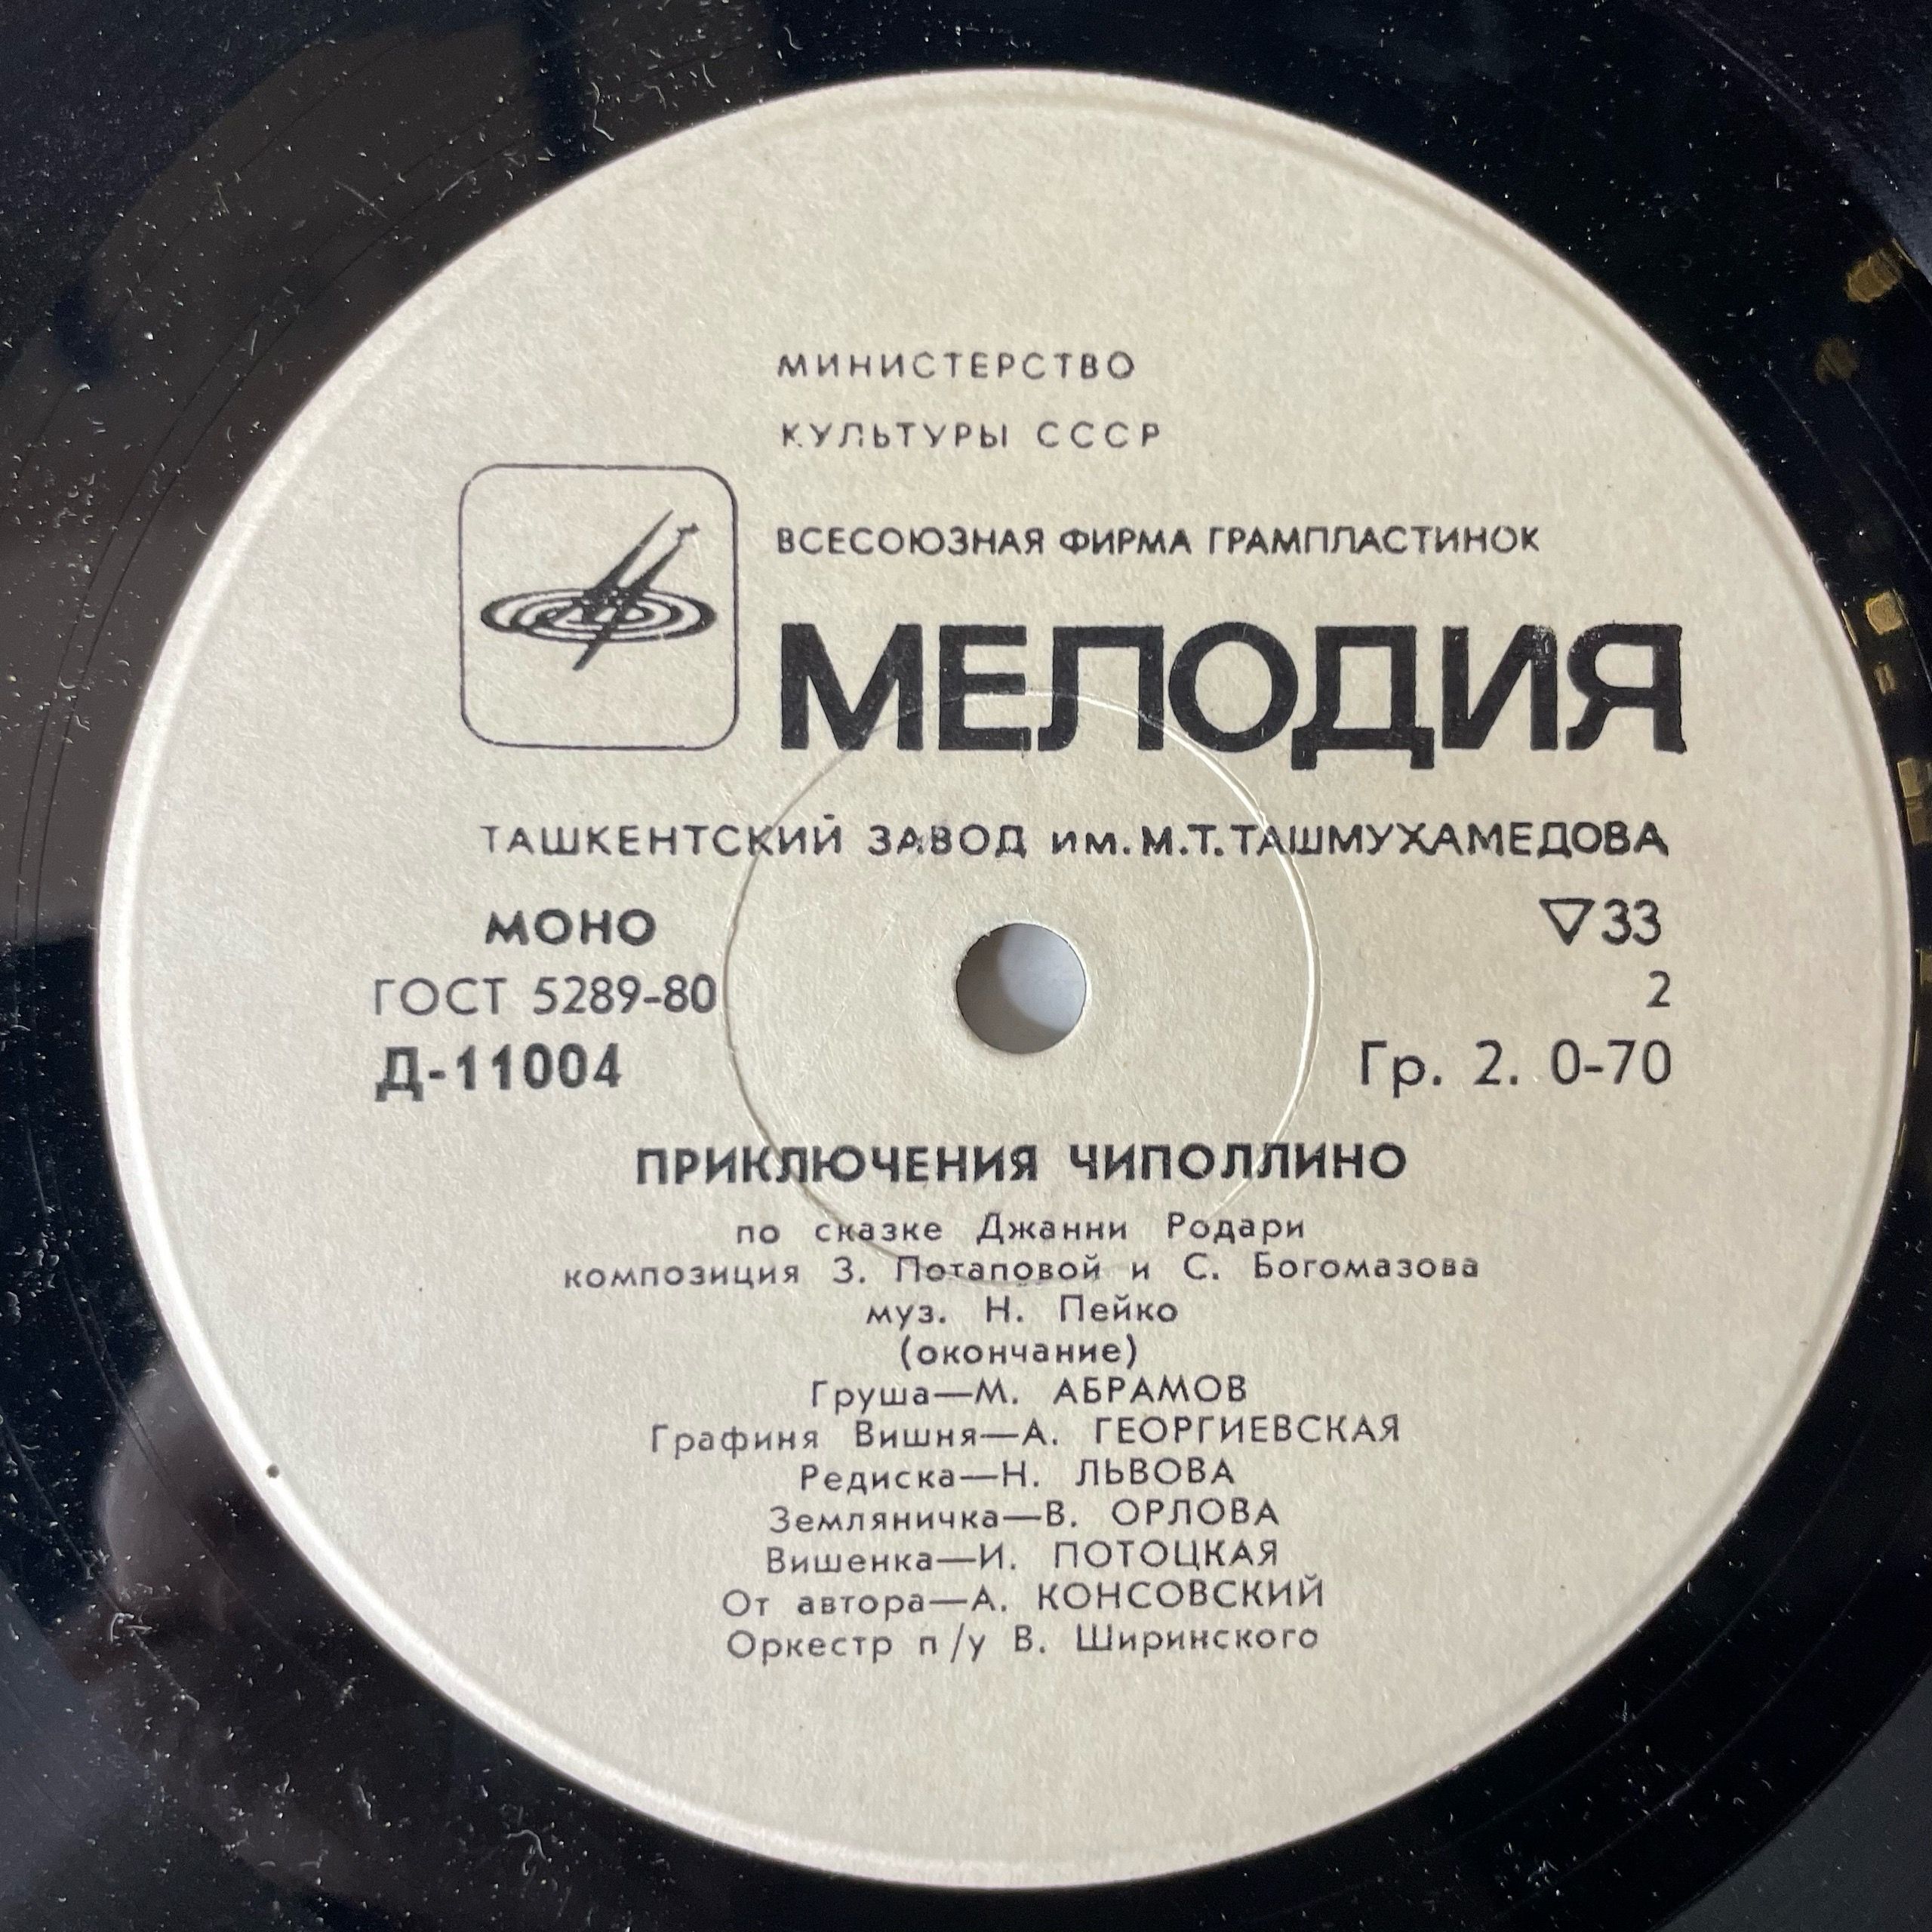 МИНИСТЕРСТВО
КУЛЬТУРЫ СССР
ВСЕСОЮЗНАЯ ФИРМА ГРАМПЛАСТИНОК
МЕЛОДИЯ
ТАШКЕНТСКИЙ ЗАВОД им. М.Т. ТАШМУХАМЕДОВА
МОНО ▽33
ГОСТ 5289-80 2
Д-11004 Гр. 2. 0-70
ПРИКЛЮЧЕНИЯ ЧИПОЛЛИНО
по сказке Джанни Родари
композиция З. Потаповой и С. Богомазова
муз. Н. Пейко
(окончание)
Груша—М. АБРАМОВ
Графиня Вишня—А. ГЕОРГИЕВСКАЯ
Редиска—Н. ЛЬВОВА
Земляничка—В. ОРЛОВА
Вишенка—И. ПОТОЦКАЯ
От автора—А. КОНСОВСКИЙ
Оркестр п/у В. Ширинского